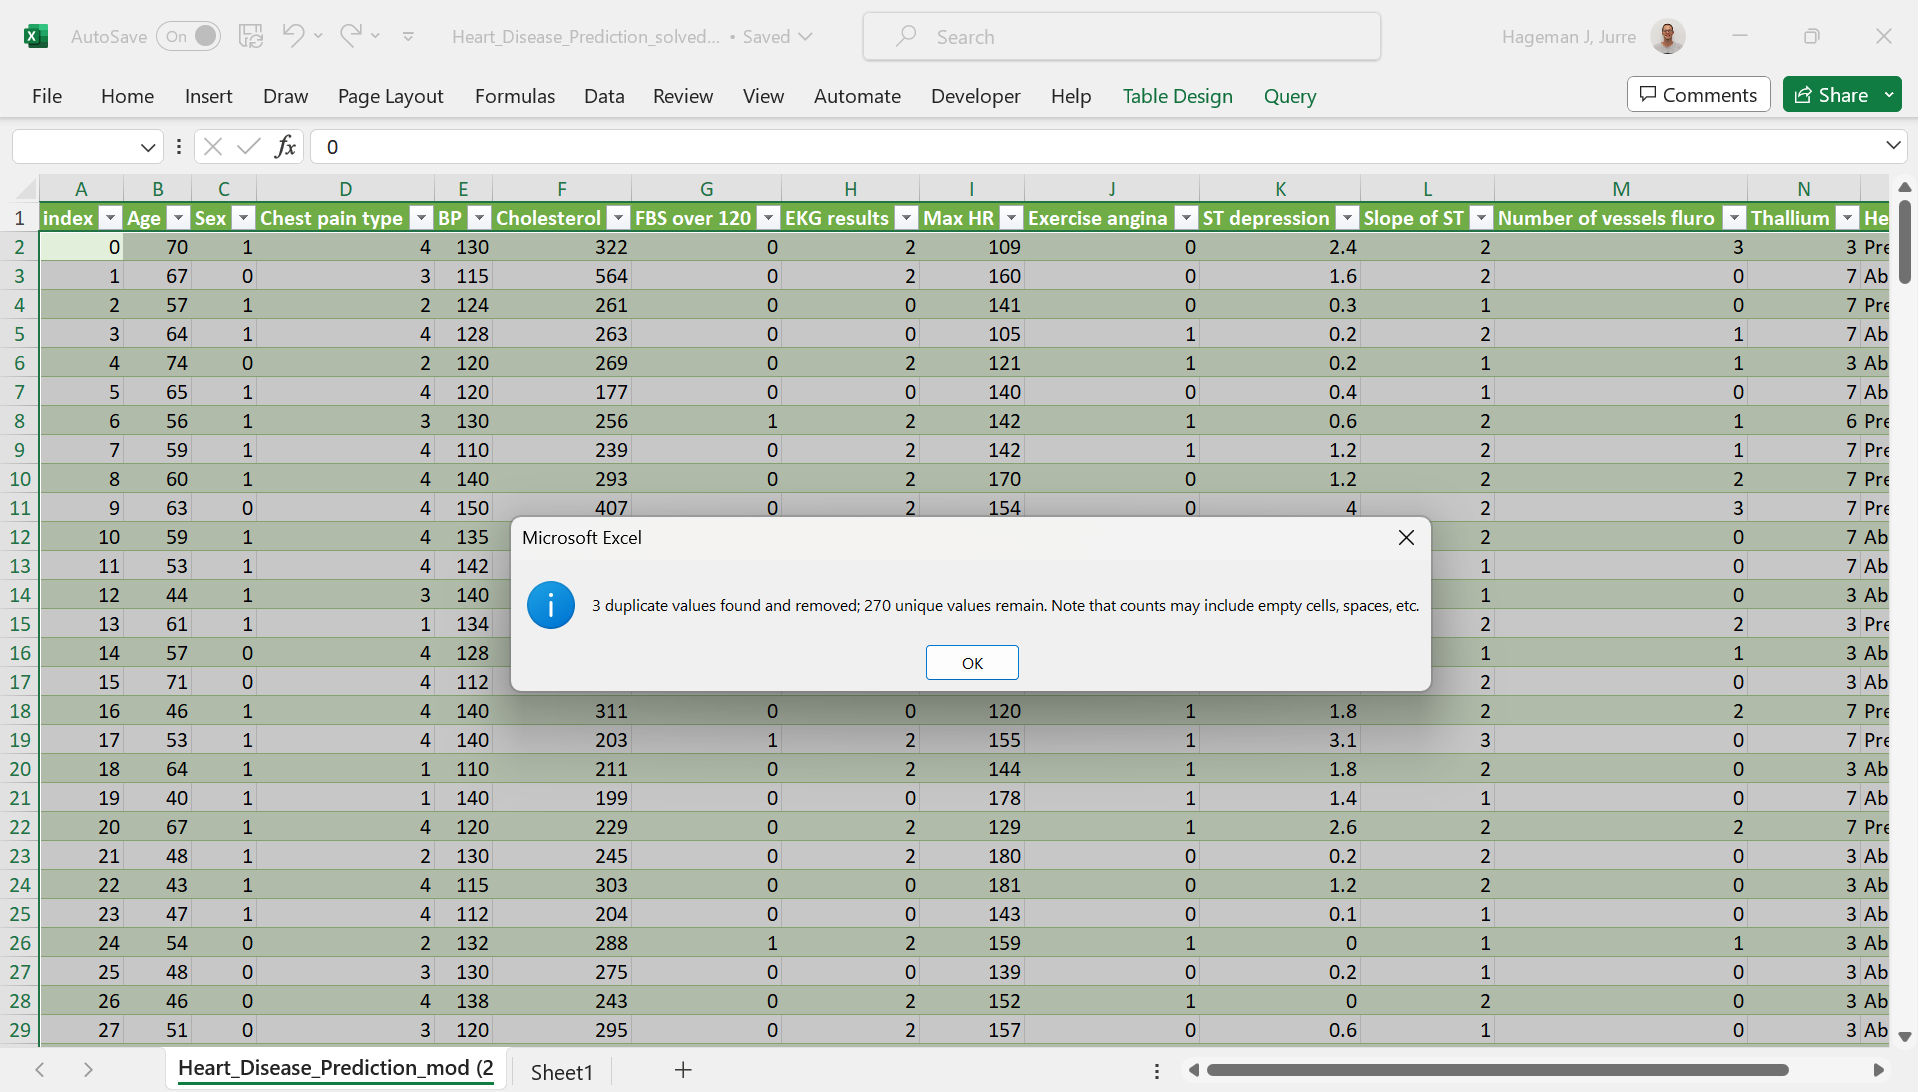 AutoSave On Heart_Disease_Prediction_solved... • Saved Search Hageman J, Jurre
File Home Insert Draw Page Layout Formulas Data Review View Automate Developer Help Table Design Query Comments Share
fx 0
A B C D E F G H I J K L M N
1 index Age Sex Chest pain type BP Cholesterol FBS over 120 EKG results Max HR Exercise angina ST depression Slope of ST Number of vessels fluro Thallium He
2 0 70 1 4 130 322 0 2 109 0 2.4 2 3 3 Pre
3 1 67 0 3 115 564 0 2 160 0 1.6 2 0 7 Ab
4 2 57 1 2 124 261 0 0 141 0 0.3 1 0 7 Pre
5 3 64 1 4 128 263 0 0 105 1 0.2 2 1 7 Ab
6 4 74 0 2 120 269 0 2 121 1 0.2 1 1 3 Ab
7 5 65 1 4 120 177 0 0 140 0 0.4 1 0 7 Ab
8 6 56 1 3 130 256 1 2 142 1 0.6 2 1 6 Pre
9 7 59 1 4 110 239 0 2 142 1 1.2 2 1 7 Pre
10 8 60 1 4 140 293 0 2 170 0 1.2 2 2 7 Pre
11 9 63 0 4 150 407 0 2 154 0 4 2 3 7 Pre
12 10 59 1 4 135 2 0 7 Ab
13 11 53 1 4 142 1 0 7 Ab
14 12 44 1 3 140 1 0 3 Ab
15 13 61 1 1 134 2 2 3 Pre
16 14 57 0 4 128 1 1 3 Ab
17 15 71 0 4 112 2 0 3 Ab
Microsoft Excel
3 duplicate values found and removed; 270 unique values remain. Note that counts may include empty cells, spaces, etc.
OK
18 16 46 1 4 140 311 0 0 120 1 1.8 2 2 7 Pre
19 17 53 1 4 140 203 1 2 155 1 3.1 3 0 7 Pre
20 18 64 1 1 110 211 0 2 144 1 1.8 2 0 3 Ab
21 19 40 1 1 140 199 0 0 178 1 1.4 1 0 7 Ab
22 20 67 1 4 120 229 0 2 129 1 2.6 2 2 7 Pre
23 21 48 1 2 130 245 0 2 180 0 0.2 2 0 3 Ab
24 22 43 1 4 115 303 0 0 181 0 1.2 2 0 3 Ab
25 23 47 1 4 112 204 0 0 143 0 0.1 1 0 3 Ab
26 24 54 0 2 132 288 1 2 159 1 0 1 1 3 Ab
27 25 48 0 3 130 275 0 0 139 0 0.2 1 0 3 Ab
28 26 46 0 4 138 243 0 2 152 1 0 2 0 3 Ab
29 27 51 0 3 120 295 0 2 157 0 0.6 1 0 3 Ab
Heart_Disease_Prediction_mod (2 Sheet1